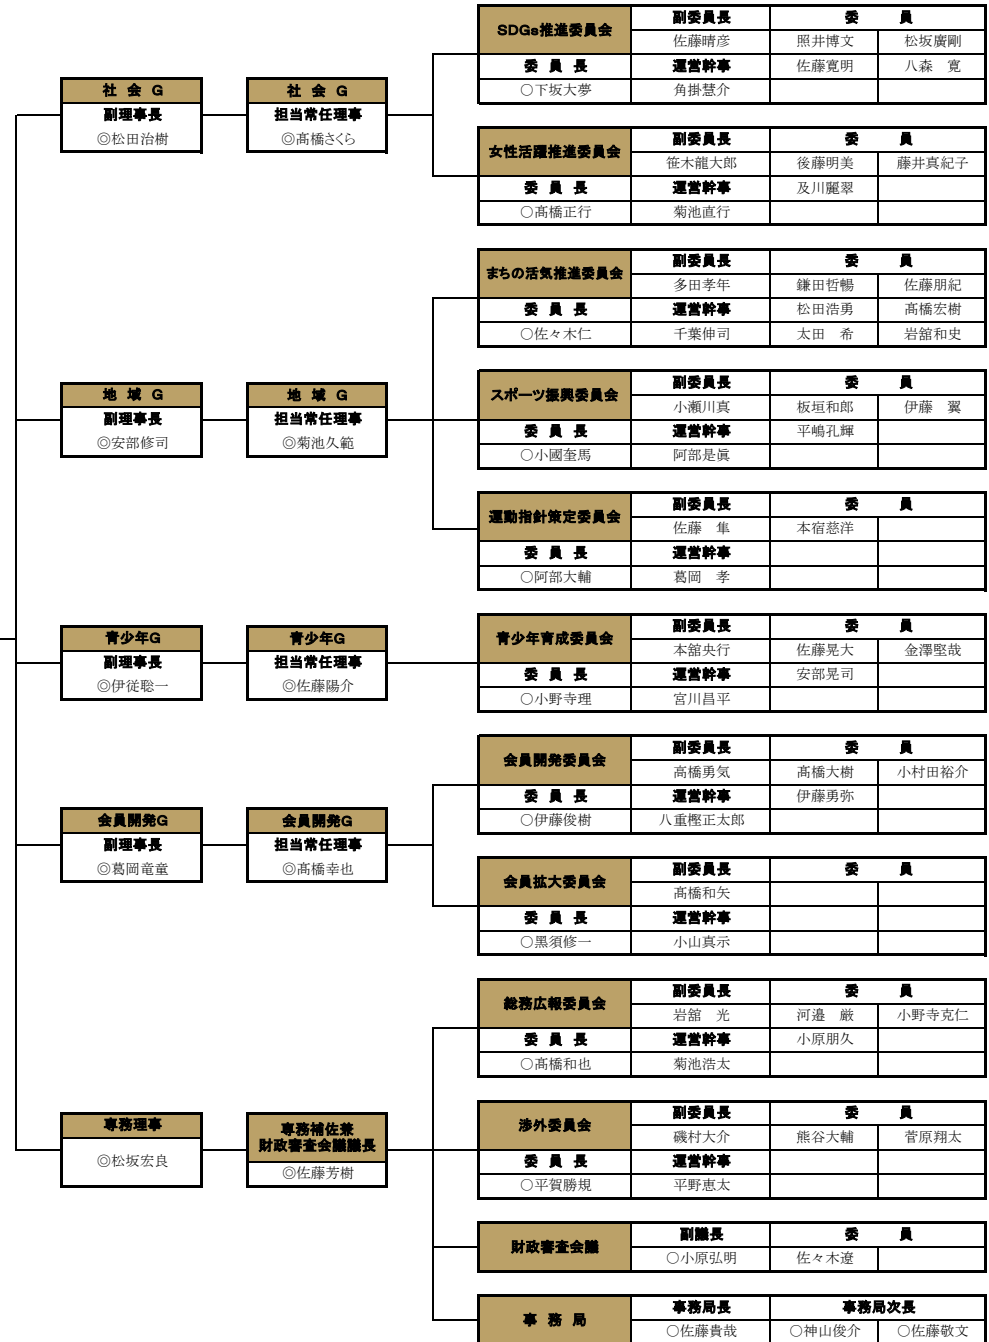 社　会　G
副理事長
◎松田治樹
社　会　G
担当常任理事
◎髙橋さくら
SDGs推進委員会　副委員長　委　員
佐藤晴彦　照井博文　松坂廣剛
委　員　長　運営幹事　佐藤寛明　八森　寛
○下坂大夢　角掛慧介
女性活躍推進委員会　副委員長　委　員
笹木龍大郎　後藤明美　藤井真紀子
委　員　長　運営幹事　及川麗翠
○髙橋正行　菊池直行
地　域　G
副理事長
◎安部修司
地　域　G
担当常任理事
◎菊池久範
まちの活気推進委員会　副委員長　委　員
多田孝年　鎌田哲暢　佐藤朋紀
委　員　長　運営幹事　松田浩勇　髙橋宏樹
○佐々木仁　千葉伸司　太田　希　岩舘和史
スポーツ振興委員会　副委員長　委　員
小瀬川真　板垣和郎　伊藤　翼
委　員　長　運営幹事　平嶋孔輝
○小國奎馬　阿部是眞
運動指針策定委員会　副委員長　委　員
佐藤　隼　本宿慈洋
委　員　長　運営幹事
○阿部大輔　葛岡　孝
青少年G
副理事長
◎伊従聡一
青少年G
担当常任理事
◎佐藤陽介
青少年育成委員会　副委員長　委　員
本舘央行　佐藤晃大　金澤堅哉
委　員　長　運営幹事　安部晃司
○小野寺理　宮川昌平
会員開発G
副理事長
◎葛岡竜童
会員開発G
担当常任理事
◎髙橋幸也
会員開発委員会　副委員長　委　員
高橋勇気　髙橋大樹　小村田裕介
委　員　長　運営幹事　伊藤勇弥
○伊藤俊樹　八重樫正太郎
会員拡大委員会　副委員長　委　員
髙橋和矢
委　員　長　運営幹事
○黒須修一　小山真示
専務理事
◎松坂宏良
専務補佐兼
財政審査会議議長
◎佐藤芳樹
総務広報委員会　副委員長　委　員
岩舘　光　河邉　厳　小野寺克仁
委　員　長　運営幹事　小原朋久
○髙橋和也　菊池浩太
渉外委員会　副委員長　委　員
磯村大介　熊谷大輔　菅原翔太
委　員　長　運営幹事
○平賀勝規　平野恵太
財政審査会議　副議長　委　員
○小原弘明　佐々木遼
事　務　局　事務局長　事務局次長
○佐藤貴哉　○神山俊介　○佐藤敬文